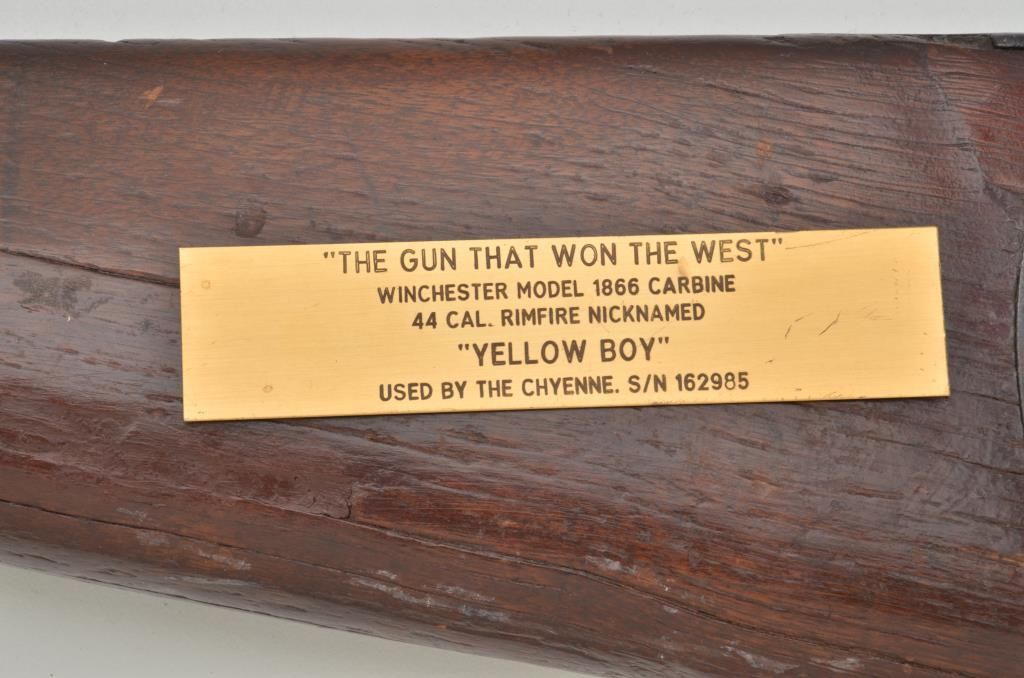 "THE GUN THAT WON THE WEST"
WINCHESTER MODEL 1866 CARBINE
44 CAL. RIMFIRE NICKNAMED
"YELLOW BOY"
USED BY THE CHYENNE. S/N 162985